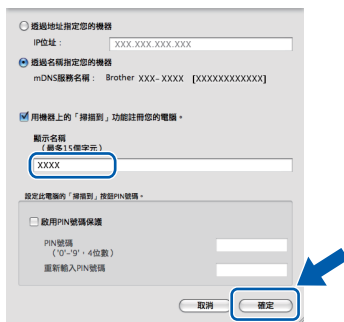 透過地址指定您的機器
IP位址： XXX.XXX.XXX.XXX
透過名稱指定您的機器
mDNS服務名稱： Brother XXX-XXXX [XXXXXXXXXXXX]
用機器上的「掃描到」功能註冊您的電腦。
顯示名稱
（最多15個字元）
XXXX
設定此電腦的「掃描到」按鈕PIN號碼。
啟用PIN號碼保護
PIN號碼
（'0'-'9'，4位數）
重新輸入PIN號碼
取消 確定